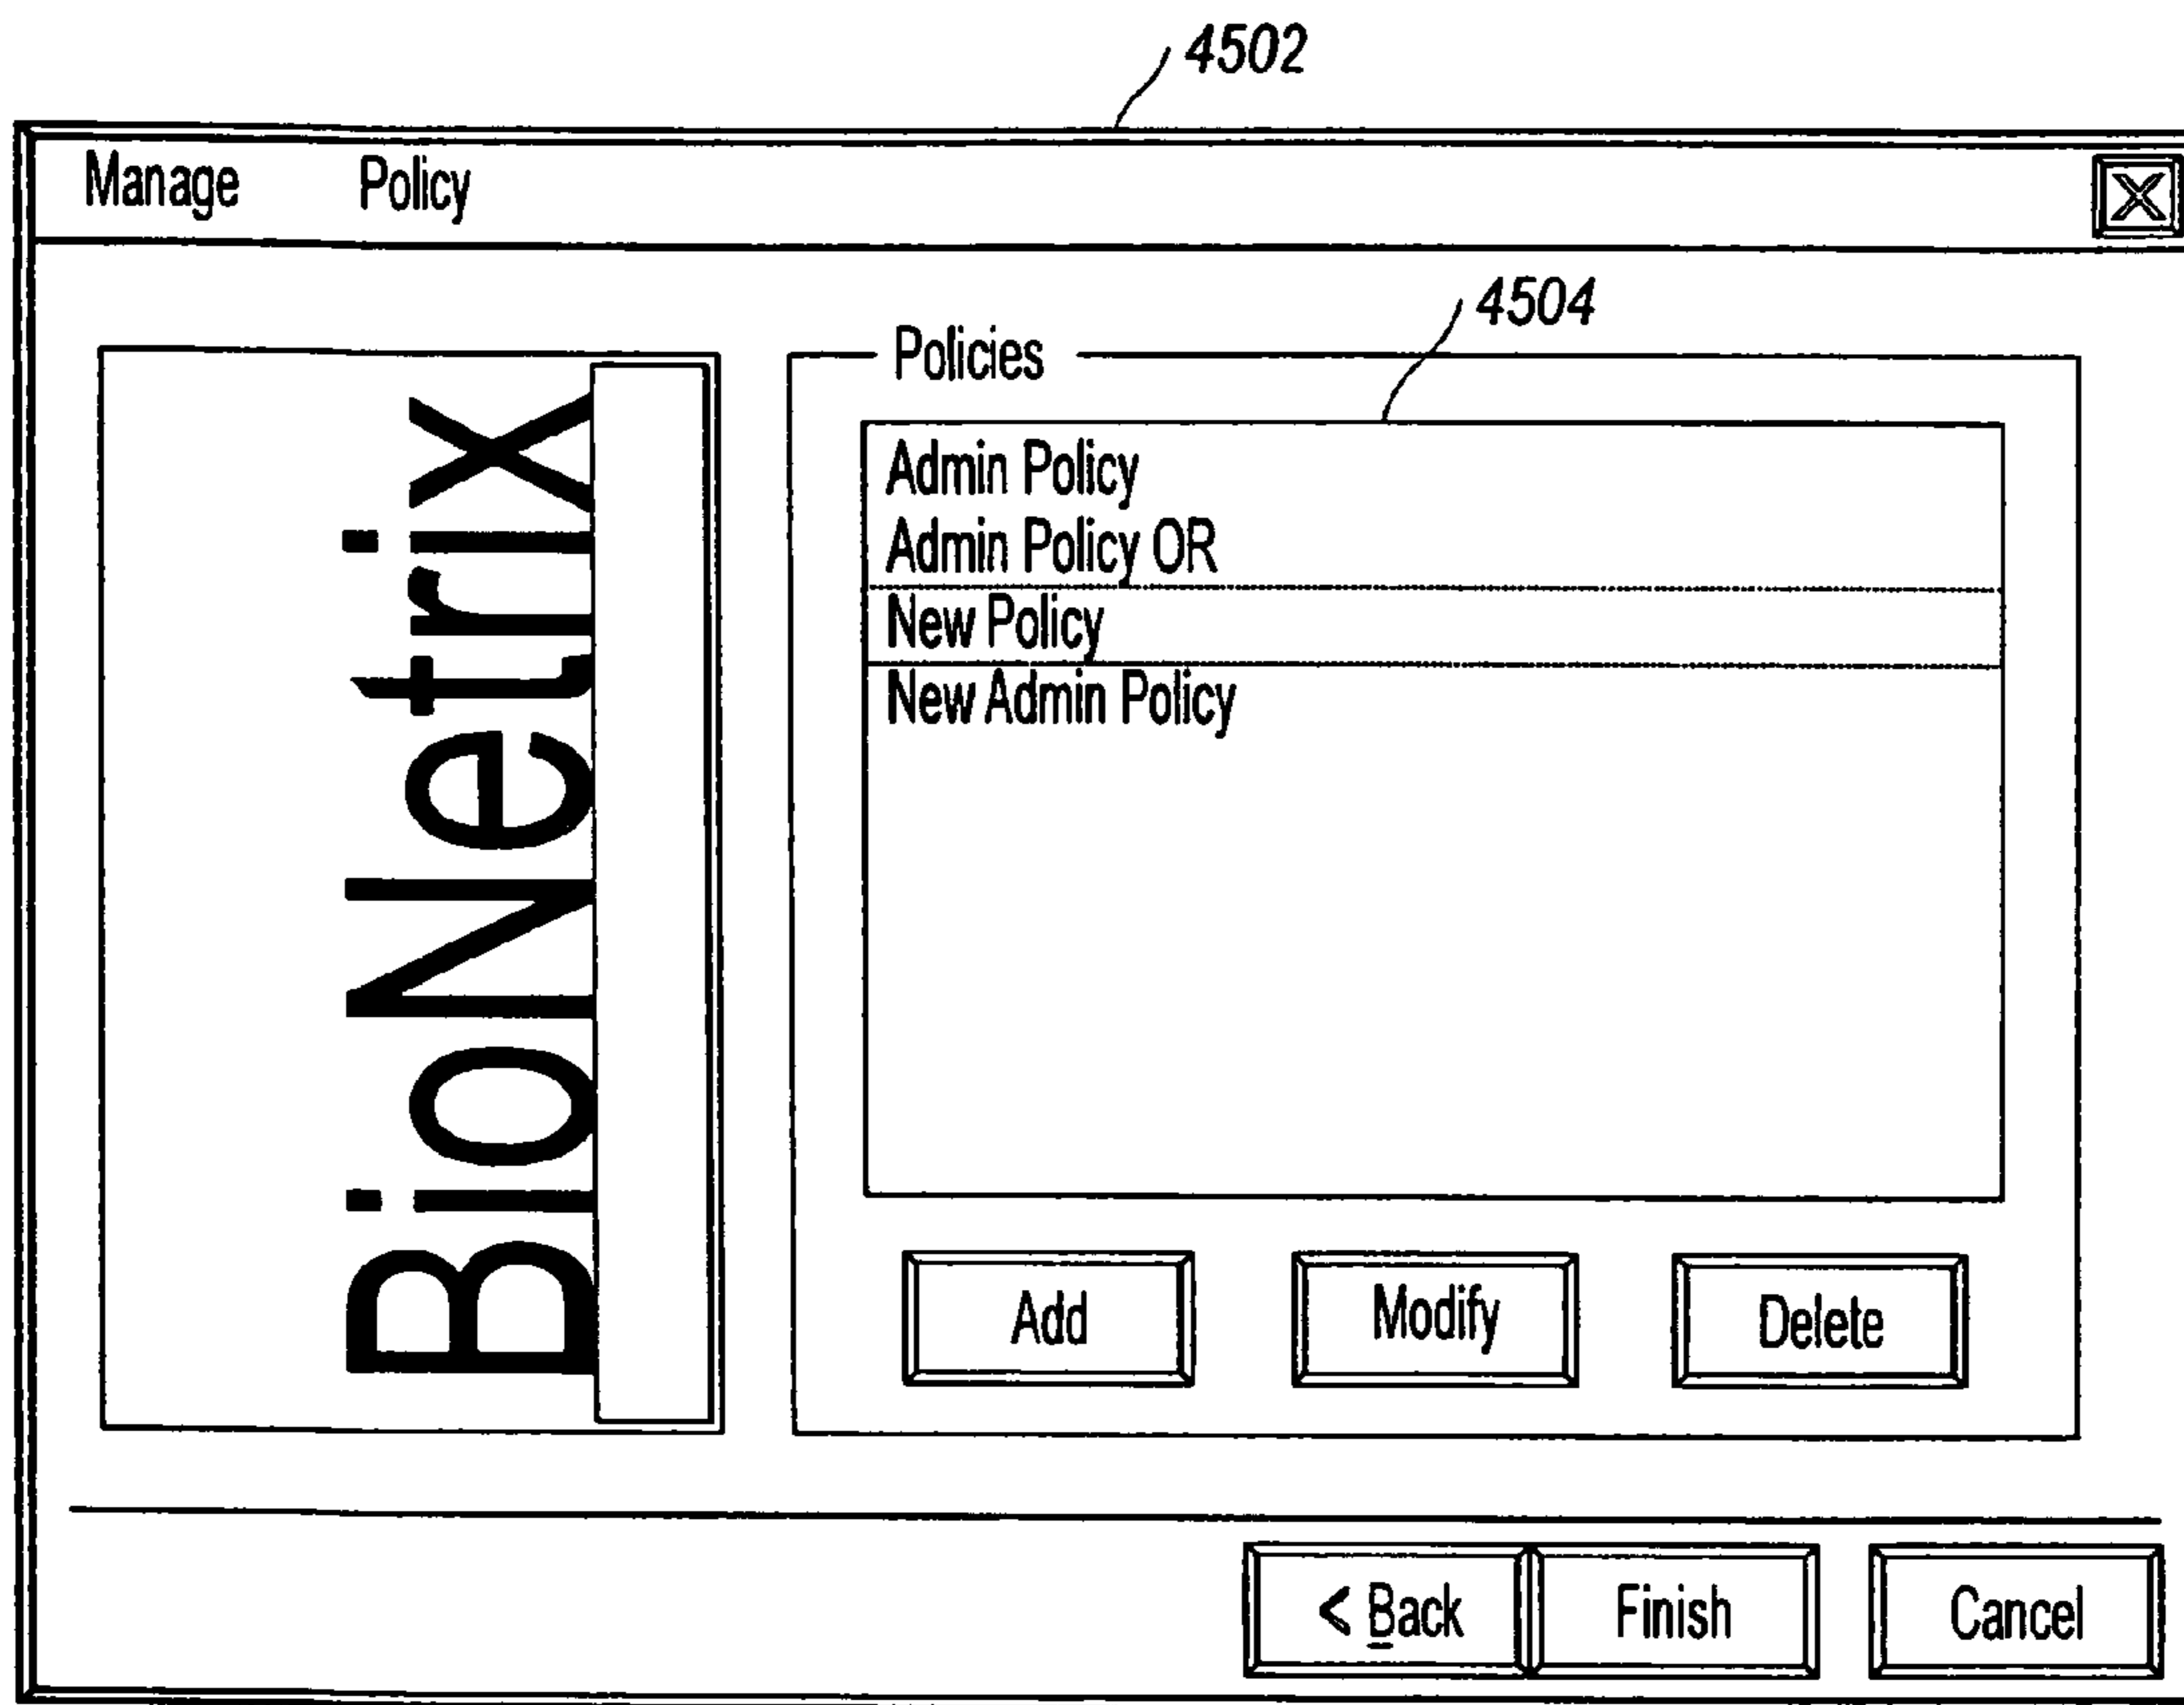 4502
Manage Policy
X
4504
Policies
BioNetrix
Admin Policy
Admin Policy OR
New Policy
New Admin Policy
Add Modify Delete
< Back Finish Cancel